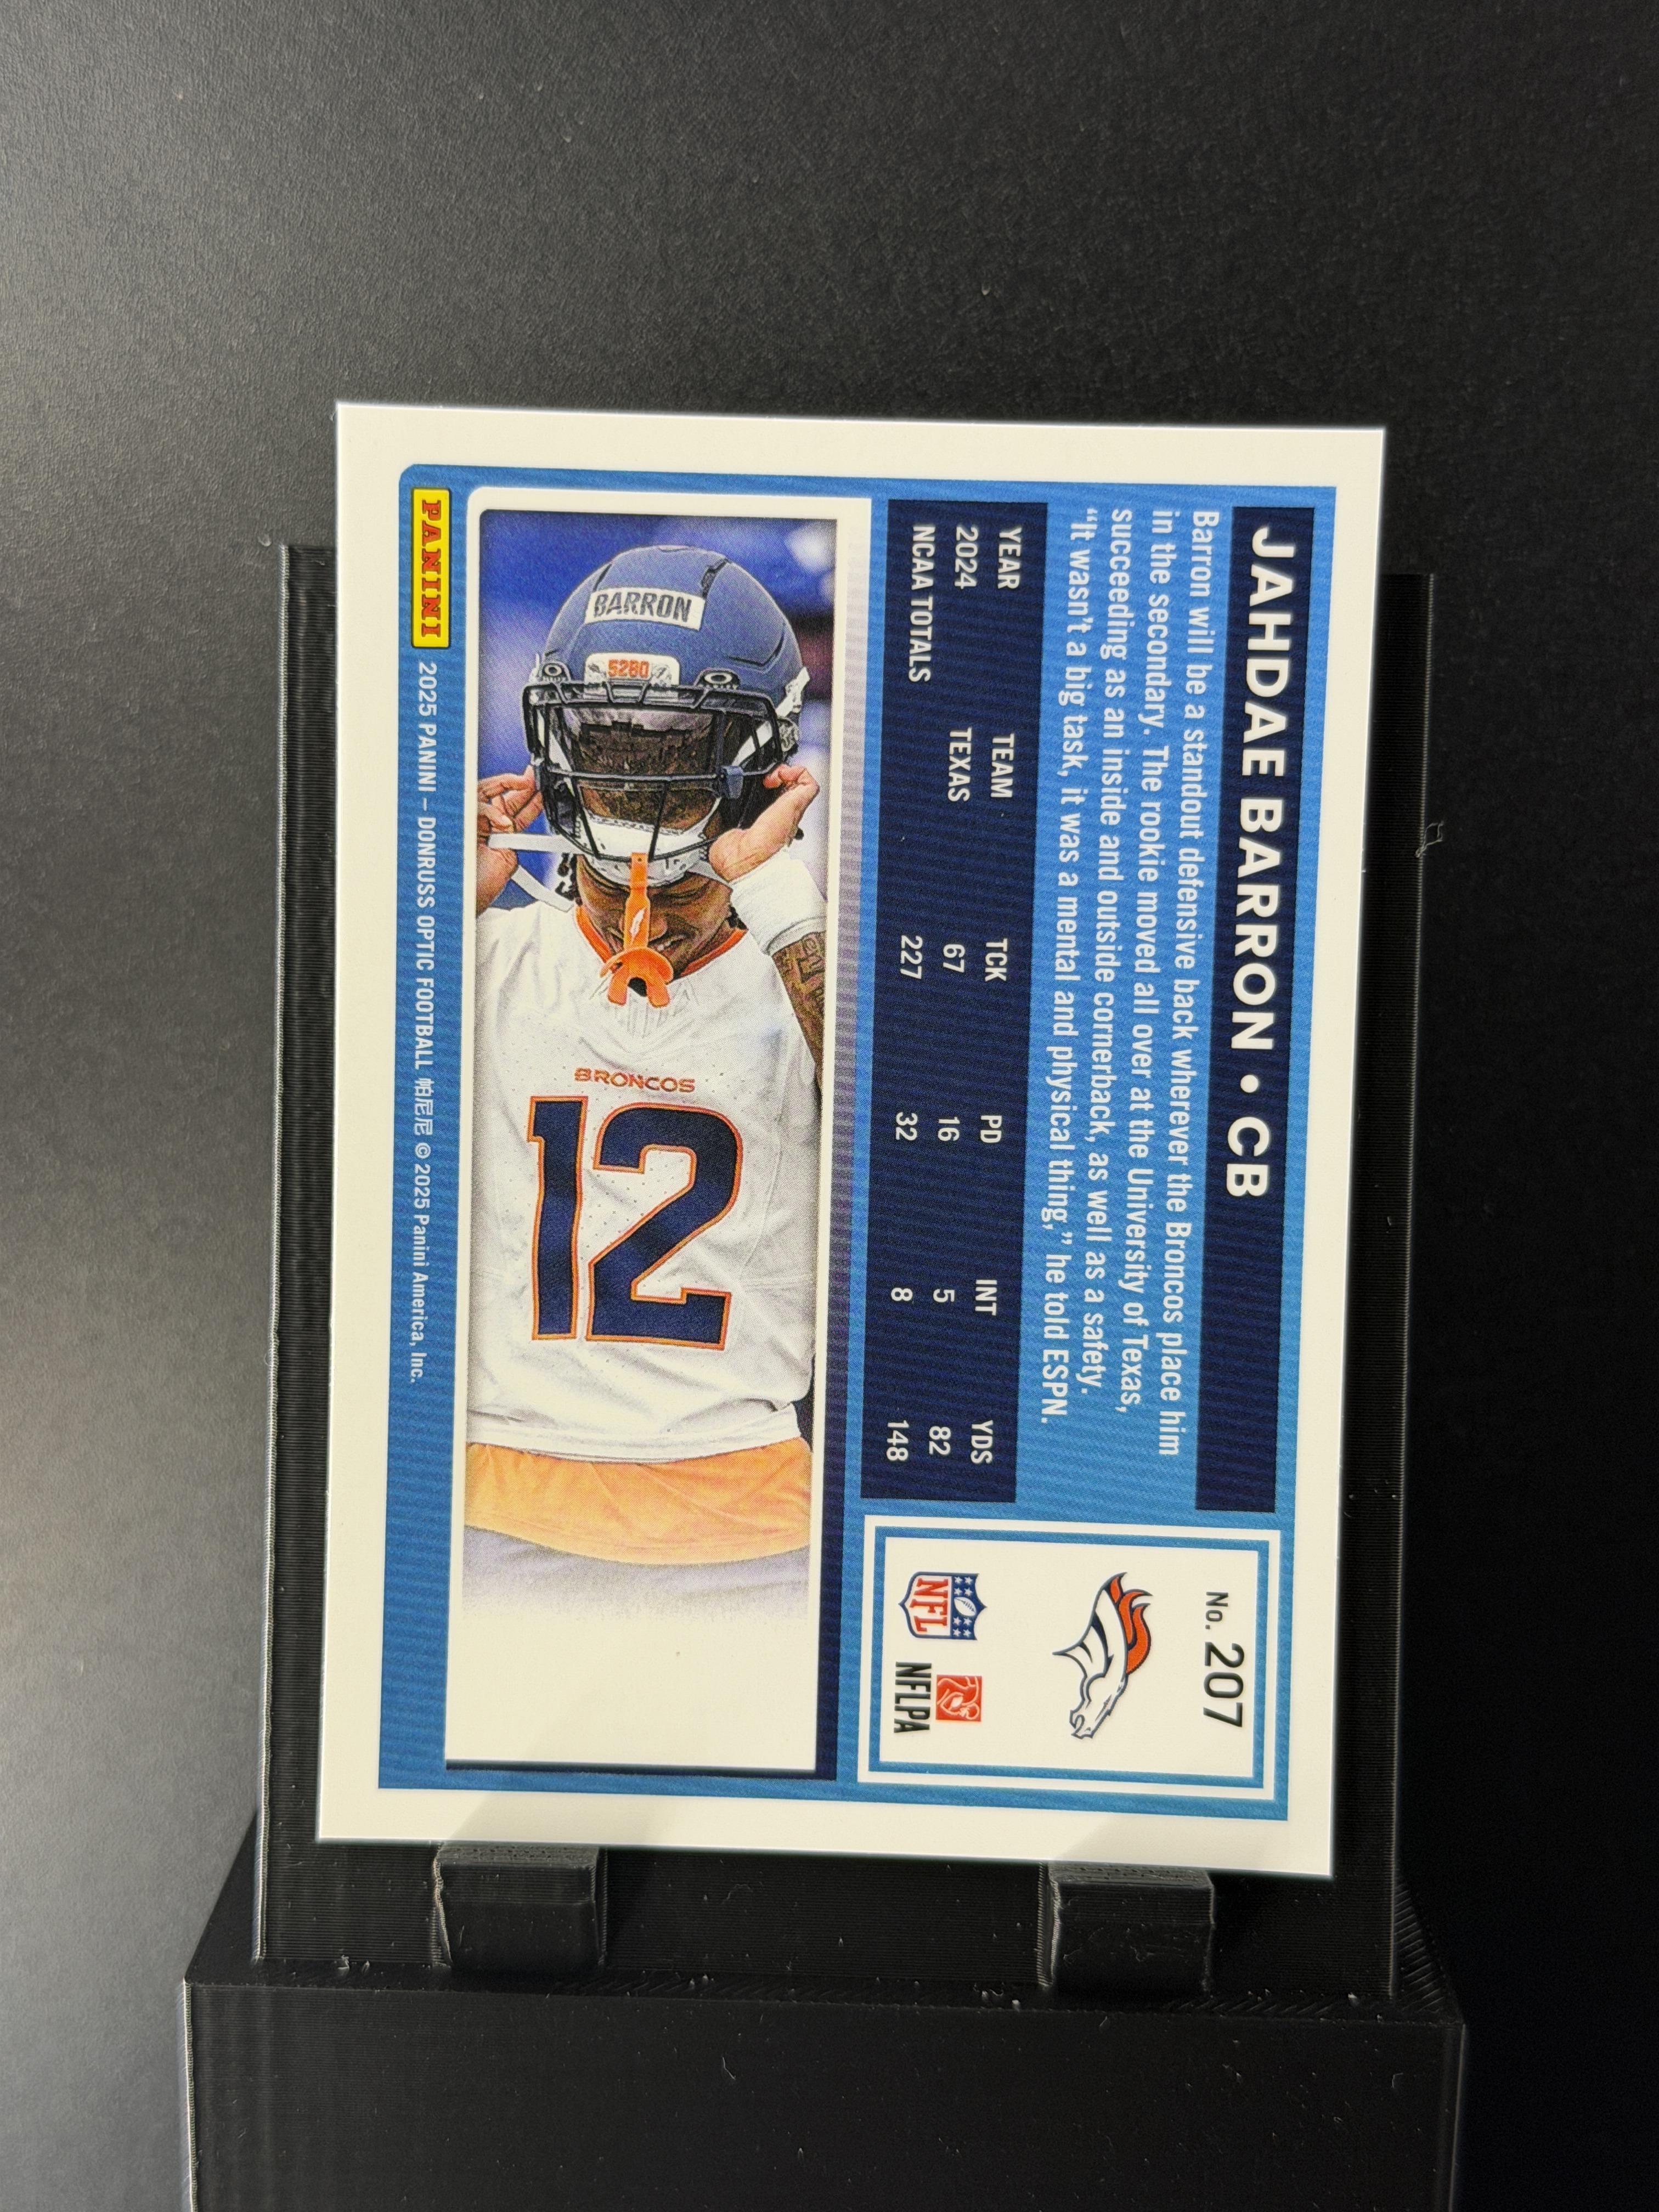 JAHDAE BARRON • CB
Barron will be a standout defensive back wherever the Broncos place him
in the secondary. The rookie moved all over at the University of Texas,
succeeding as an inside and outside cornerback, as well as a safety.
“It wasn’t a big task, it was a mental and physical thing,” he told ESPN.
YEAR TEAM TCK PD INT YDS
2024 TEXAS 67 16 5 82
NCAA TOTALS 227 32 8 148
No. 207
NFL
NFLPA
BARRON
5280
BRONCOS
12
PANINI
2025 PANINI – DONRUSS OPTIC FOOTBALL 帕尼尼 © 2025 Panini America, Inc.